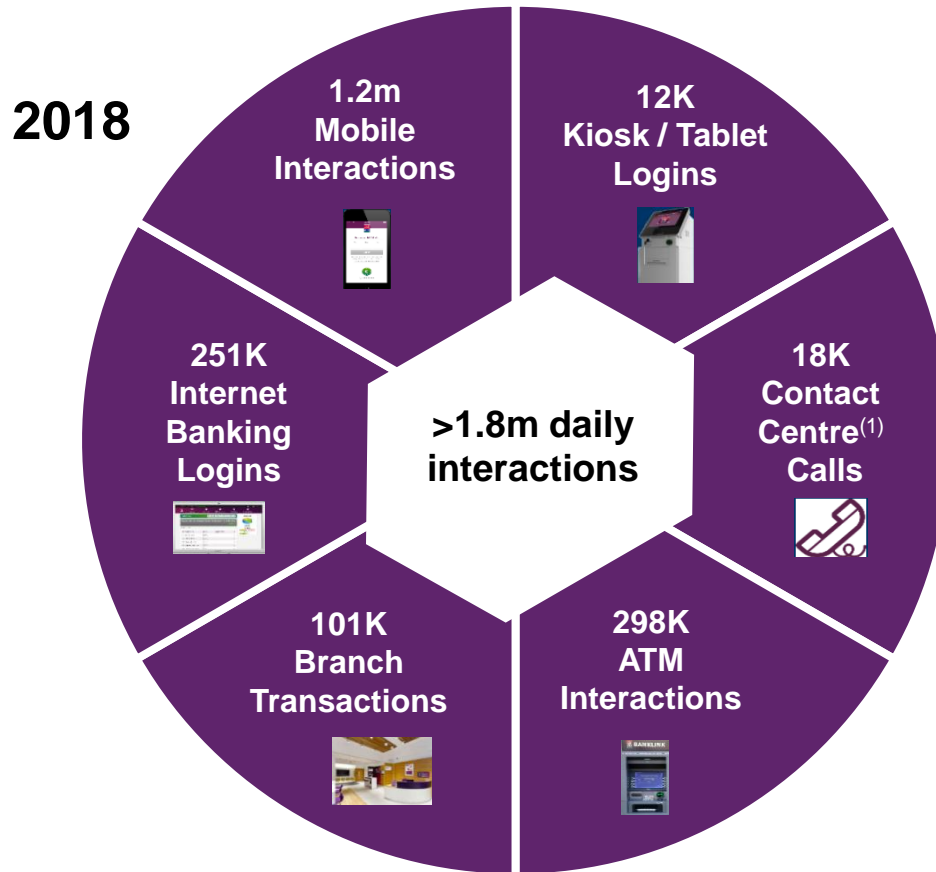 2018
1.2m
Mobile
Interactions
12K
Kiosk / Tablet
Logins
251K
Internet
Banking
Logins
>1.8m daily
interactions
18K
Contact
Centre(1)
Calls
101K
Branch
Transactions
298K
ATM
Interactions
BANKLINK